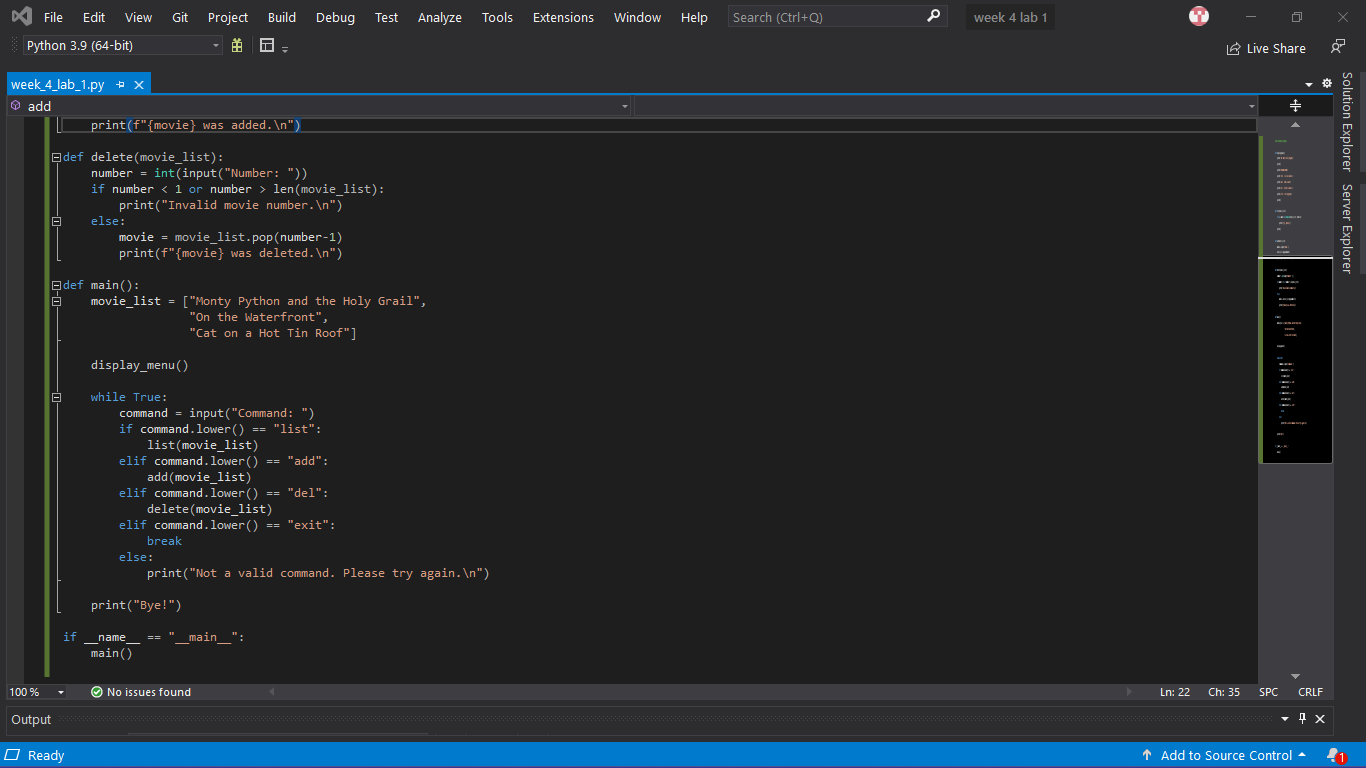 File Edit View Git Project Build Debug Test Analyze Tools Extensions Window Help Search (Ctrl+Q) week 4 lab 1
Python 3.9 (64-bit) Live Share
week_4_lab_1.py
add
    print(f"{movie} was added.\n")
def delete(movie_list):
    number = int(input("Number: "))
    if number < 1 or number > len(movie_list):
        print("Invalid movie number.\n")
    else:
        movie = movie_list.pop(number-1)
        print(f"{movie} was deleted.\n")
def main():
    movie_list = ["Monty Python and the Holy Grail",
                  "On the Waterfront",
                  "Cat on a Hot Tin Roof"]
    display_menu()
    while True:
        command = input("Command: ")
        if command.lower() == "list":
            list(movie_list)
        elif command.lower() == "add":
            add(movie_list)
        elif command.lower() == "del":
            delete(movie_list)
        elif command.lower() == "exit":
            break
        else:
            print("Not a valid command. Please try again.\n")
    print("Bye!")
if __name__ == "__main__":
    main()
Solution Explorer
Server Explorer
100 % No issues found Ln: 22 Ch: 35 SPC CRLF
Output
Ready Add to Source Control 1